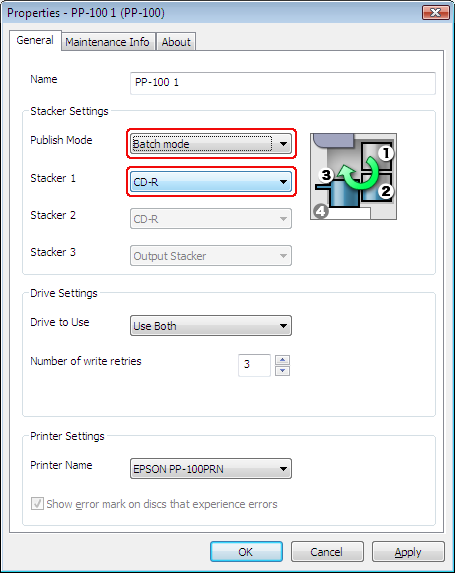 Properties - PP-100 1 (PP-100)
General Maintenance Info About
Name PP-100 1
Stacker Settings
Publish Mode Batch mode
Stacker 1 CD-R
Stacker 2 CD-R
Stacker 3 Output Stacker
1
3
2
4
Drive Settings
Drive to Use Use Both
Number of write retries 3
Printer Settings
Printer Name EPSON PP-100PRN
Show error mark on discs that experience errors
OK Cancel Apply